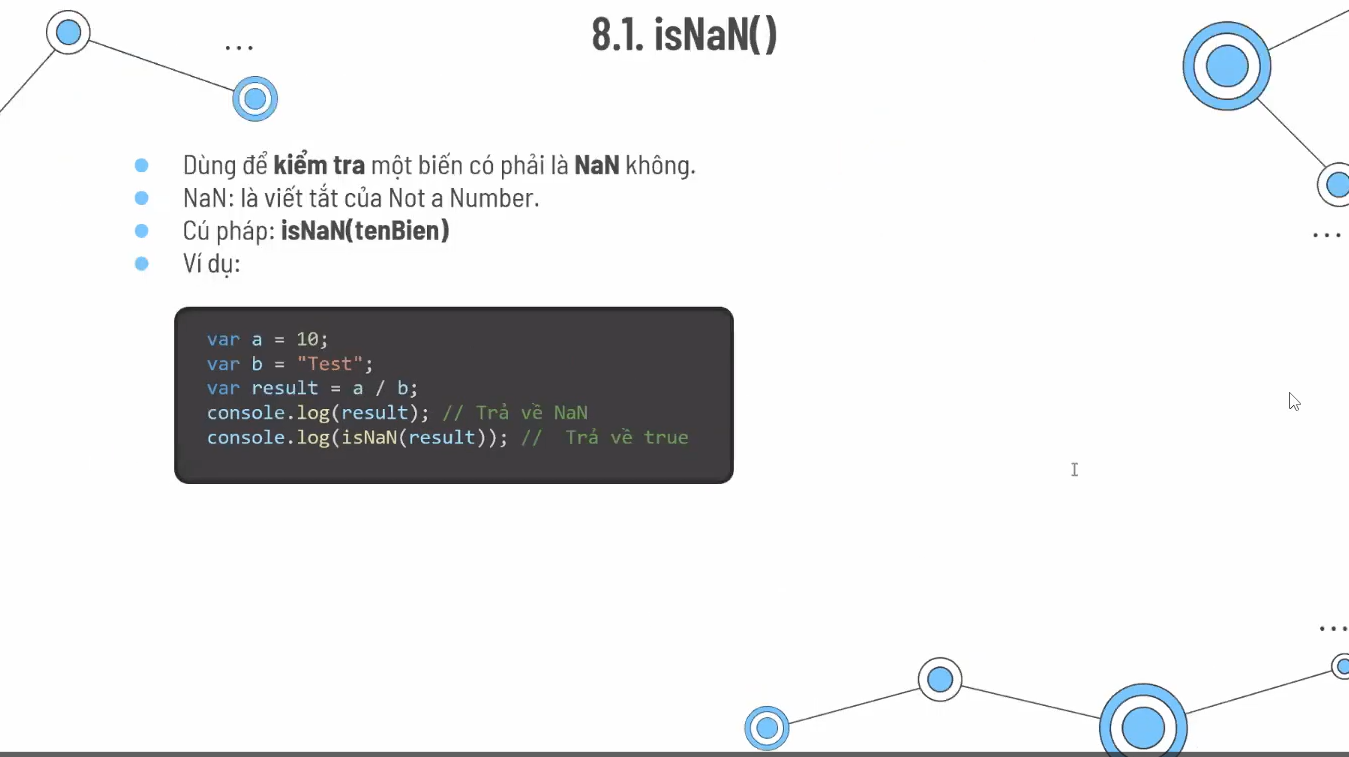 8.1. isNaN()
Dùng để kiểm tra một biến có phải là NaN không.
NaN: là viết tắt của Not a Number.
Cú pháp: isNaN(tenBien)
Ví dụ:
var a = 10;
var b = "Test";
var result = a / b;
console.log(result); // Trả về NaN
console.log(isNaN(result)); //  Trả về true